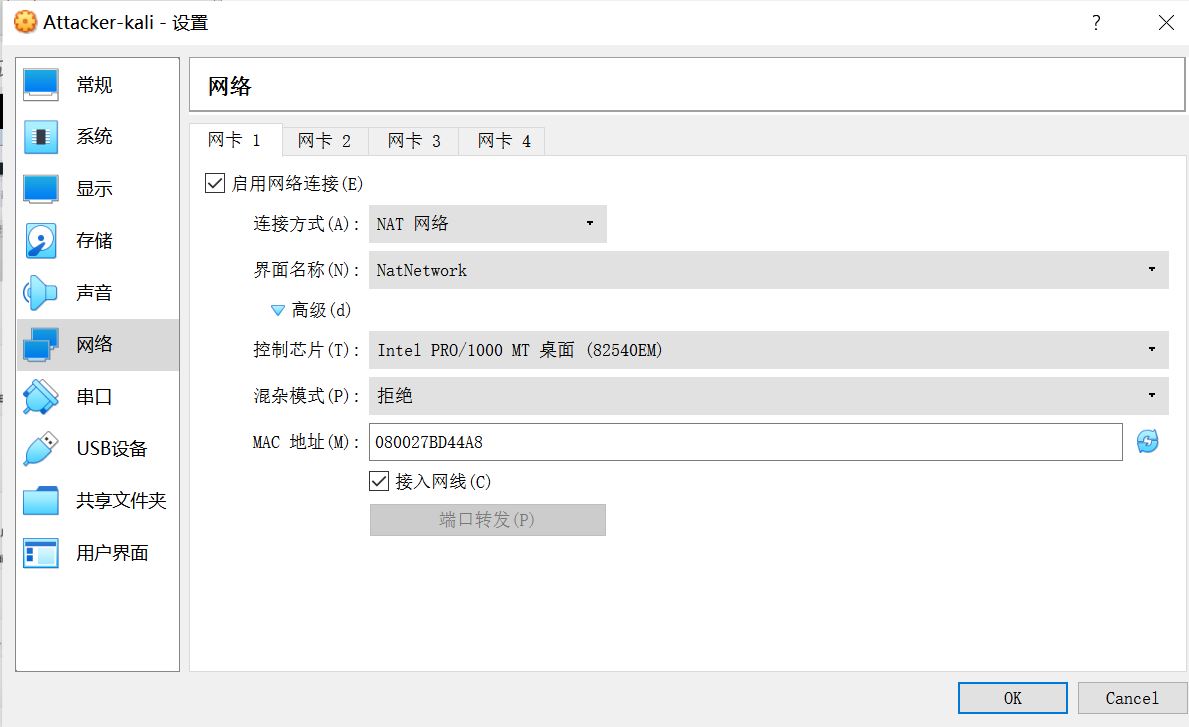 Attacker-kali - 设置
?
常规
系统
显示
存储
声音
网络
串口
USB设备
共享文件夹
用户界面
网络
网卡 1 网卡 2 网卡 3 网卡 4
启用网络连接(E)
连接方式(A): NAT 网络
界面名称(N): NatNetwork
高级(d)
控制芯片(T): Intel PRO/1000 MT 桌面 (82540EM)
混杂模式(P): 拒绝
MAC 地址(M): 080027BD44A8
接入网线(C)
端口转发(P)
OK Cancel